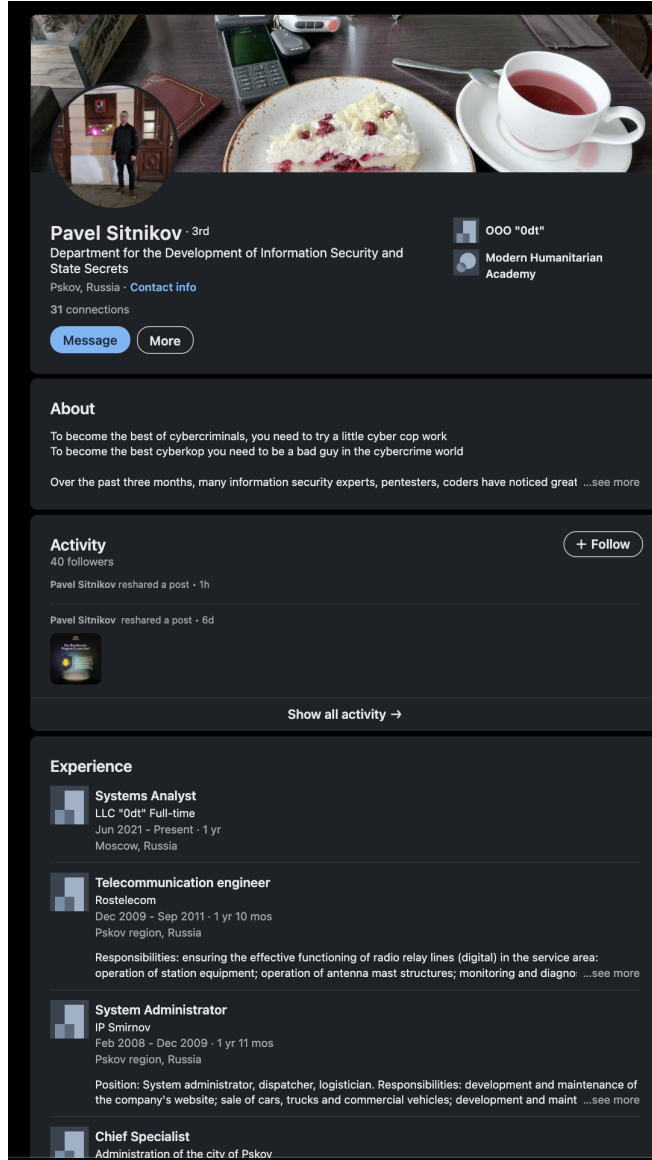 Pavel Sitnikov · 3rd
Department for the Development of Information Security and
State Secrets
Pskov, Russia · Contact info
31 connections
Message
More
OOO "0dt"
Modern Humanitarian
Academy
About
To become the best of cybercriminals, you need to try a little cyber cop work
To become the best cyberkop you need to be a bad guy in the cybercrime world
Over the past three months, many information security experts, pentesters, coders have noticed great ...see more
Activity
40 followers
+ Follow
Pavel Sitnikov reshared a post • 1h
Pavel Sitnikov reshared a post • 6d
Show all activity →
Experience
Systems Analyst
LLC "0dt" Full-time
Jun 2021 - Present · 1 yr
Moscow, Russia
Telecommunication engineer
Rostelecom
Dec 2009 - Sep 2011 · 1 yr 10 mos
Pskov region, Russia
Responsibilities: ensuring the effective functioning of radio relay lines (digital) in the service area:
operation of station equipment; operation of antenna mast structures; monitoring and diagno ...see more
System Administrator
IP Smirnov
Feb 2008 - Dec 2009 · 1 yr 11 mos
Pskov region, Russia
Position: System administrator, dispatcher, logistician. Responsibilities: development and maintenance of
the company's website; sale of cars, trucks and commercial vehicles; development and maint ...see more
Chief Specialist
Administration of the city of Pskov